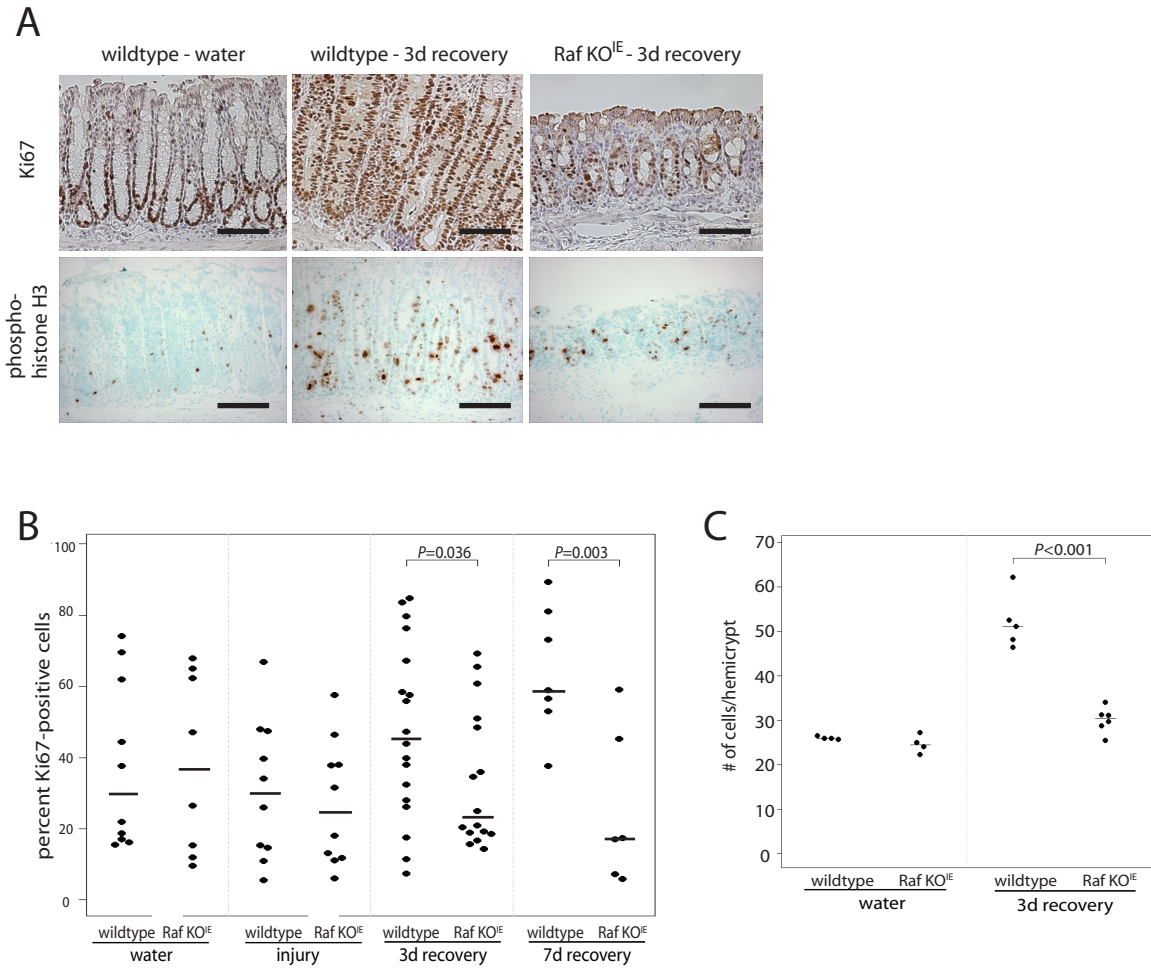 A
wildtype - water
wildtype - 3d recovery
Raf KOIE - 3d recovery
Ki67
phospho-
histone H3
B
percent Ki67-positive cells
100
80
60
40
20
0
P=0.036
P=0.003
wildtype Raf KOIE
water
wildtype Raf KOIE
injury
wildtype Raf KOIE
3d recovery
wildtype Raf KOIE
7d recovery
C
# of cells/hemicrypt
70
60
50
40
30
20
10
0
P<0.001
wildtype Raf KOIE
water
wildtype Raf KOIE
3d recovery